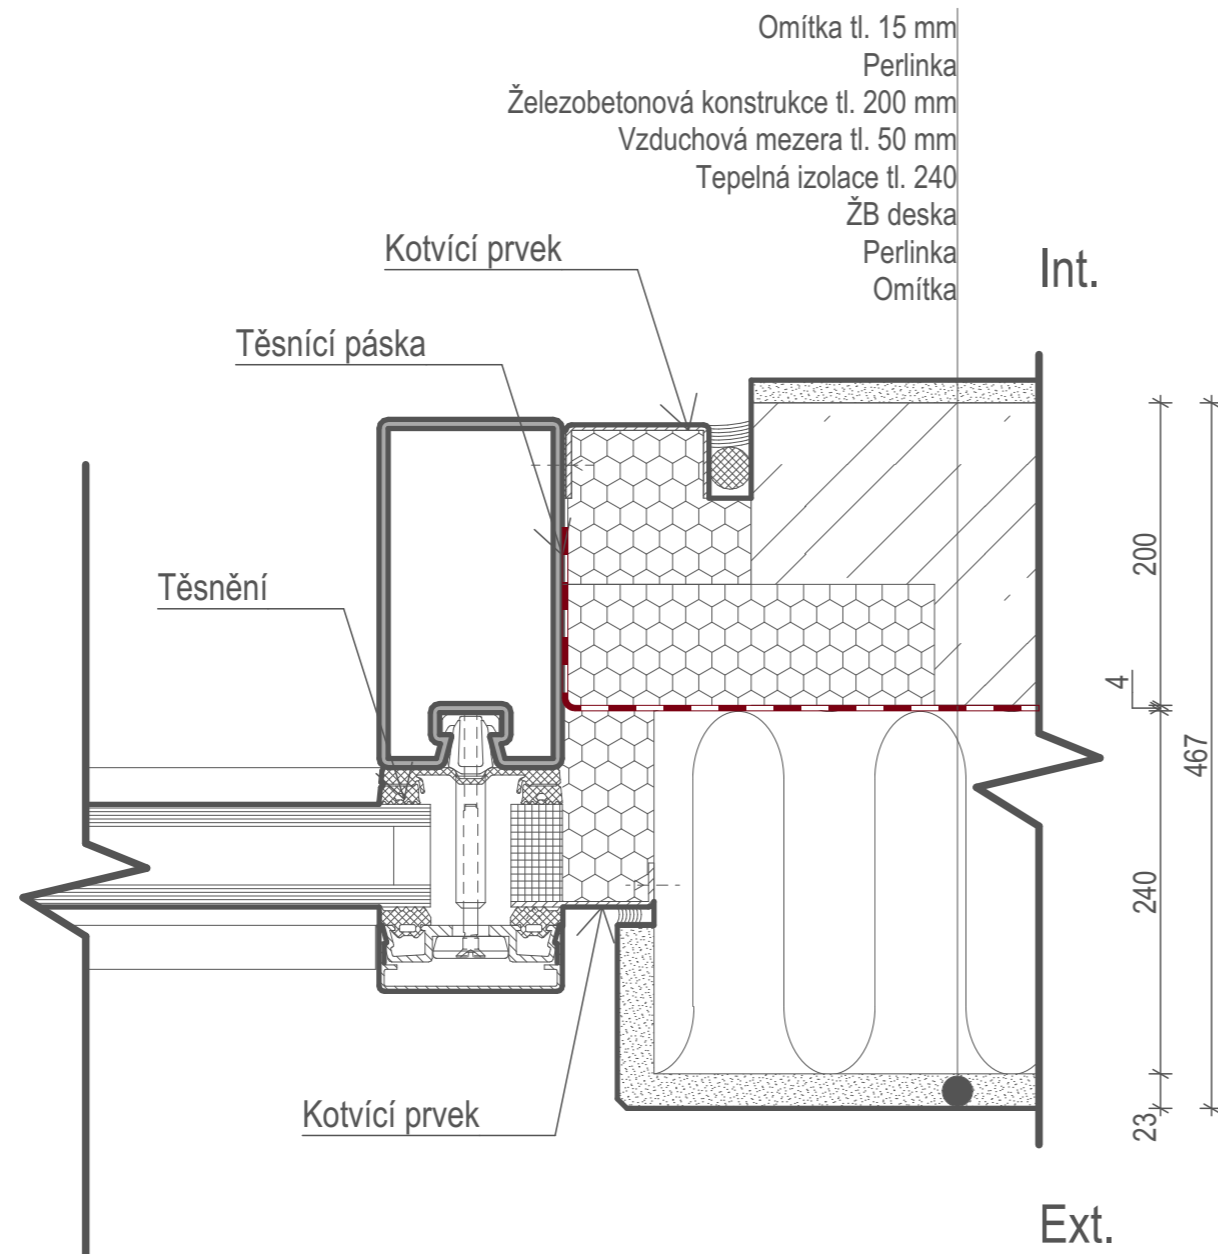 Omítka tl. 15 mm
Perlinka
Železobetonová konstrukce tl. 200 mm
Vzduchová mezera tl. 50 mm
Tepelná izolace tl. 240
ŽB deska
Perlinka
Omítka
Kotvící prvek
Int.
Těsnící páska
Těsnění
200
4
467
240
Kotvící prvek
23
Ext.